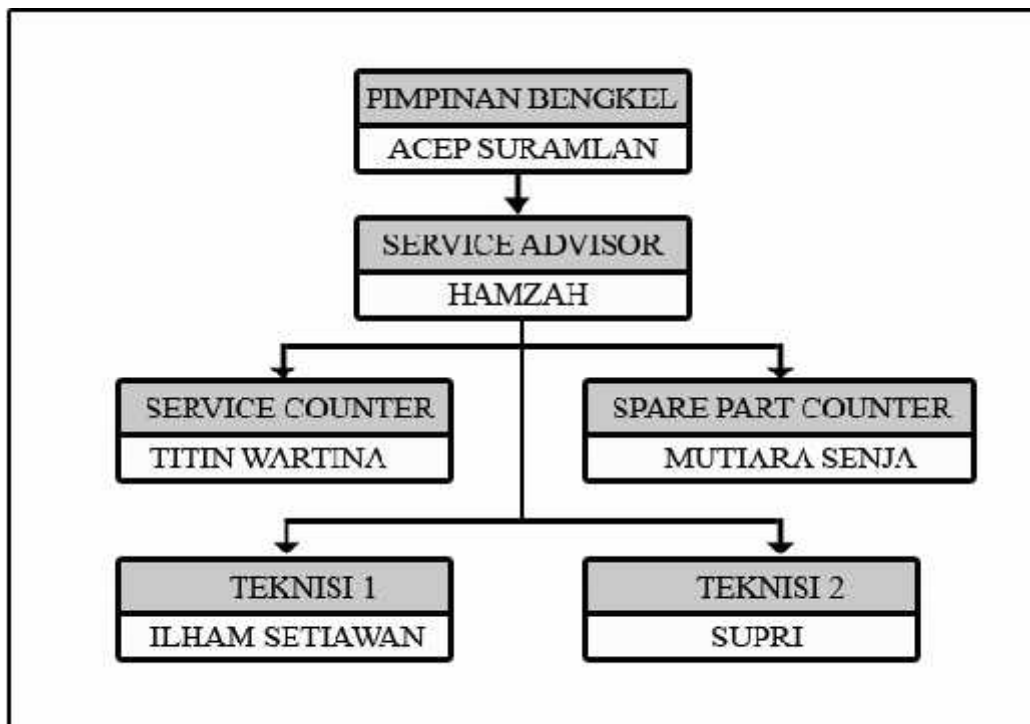 PIMPINAN BENGKEL
ACEP SURAMLAN
SERVICE ADVISOR
HAMZAH
SERVICE COUNTER
TITIN WARTINA
SPARE PART COUNTER
MUTIARA SENJA
TEKNISI 1
ILHAM SETIAWAN
TEKNISI 2
SUPRI